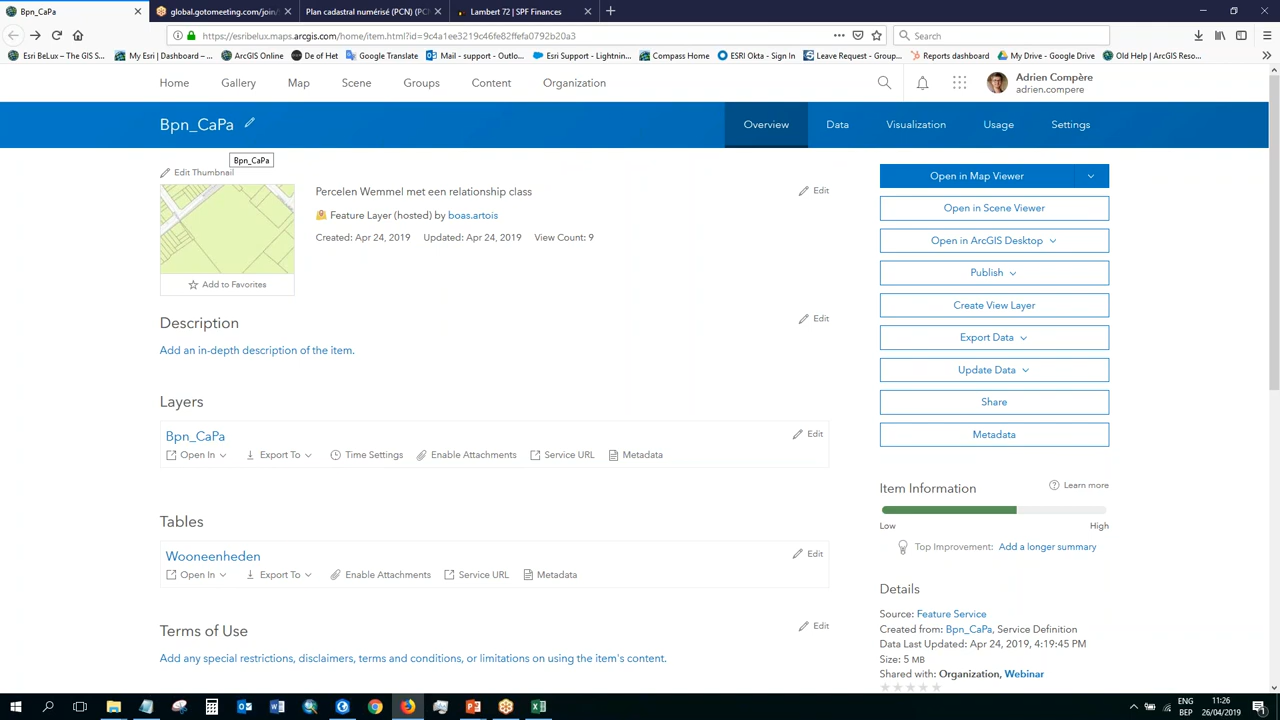 Bpn_CaPa
global.gotomeeting.com/join/
Plan cadastral numérisé (PCN) (PC
Lambert 72 | SPF Finances
https://esribelux.maps.arcgis.com/home/item.html?id=9c4a1ee3219c46fe82ffefa0792b20a3
Search
Esri BeLux – The GIS S...
My Esri | Dashboard – ...
ArcGIS Online
De of Het
Google Translate
Mail - support - Outlo...
Esri Support - Lightnin...
Compass Home
ESRI Okta - Sign In
Leave Request - Group...
Reports dashboard
My Drive - Google Drive
Old Help | ArcGIS Reso...
Home
Gallery
Map
Scene
Groups
Content
Organization
Adrien Compère
adrien.compere
Bpn_CaPa
Overview
Data
Visualization
Usage
Settings
Bpn_CaPa
Edit Thumbnail
Percelen Wemmel met een relationship class
Edit
Feature Layer (hosted) by boas.artois
Created: Apr 24, 2019 Updated: Apr 24, 2019 View Count: 9
Add to Favorites
Description
Edit
Add an in-depth description of the item.
Layers
Bpn_CaPa
Edit
Open In
Export To
Time Settings
Enable Attachments
Service URL
Metadata
Tables
Wooneenheden
Edit
Open In
Export To
Enable Attachments
Service URL
Metadata
Terms of Use
Edit
Add any special restrictions, disclaimers, terms and conditions, or limitations on using the item's content.
Open in Map Viewer
Open in Scene Viewer
Open in ArcGIS Desktop
Publish
Create View Layer
Export Data
Update Data
Share
Metadata
Item Information
Learn more
Low
High
Top Improvement: Add a longer summary
Details
Source: Feature Service
Created from: Bpn_CaPa, Service Definition
Data Last Updated: Apr 24, 2019, 4:19:45 PM
Size: 5 MB
Shared with: Organization, Webinar
ENG
BEP
11:26
26/04/2019